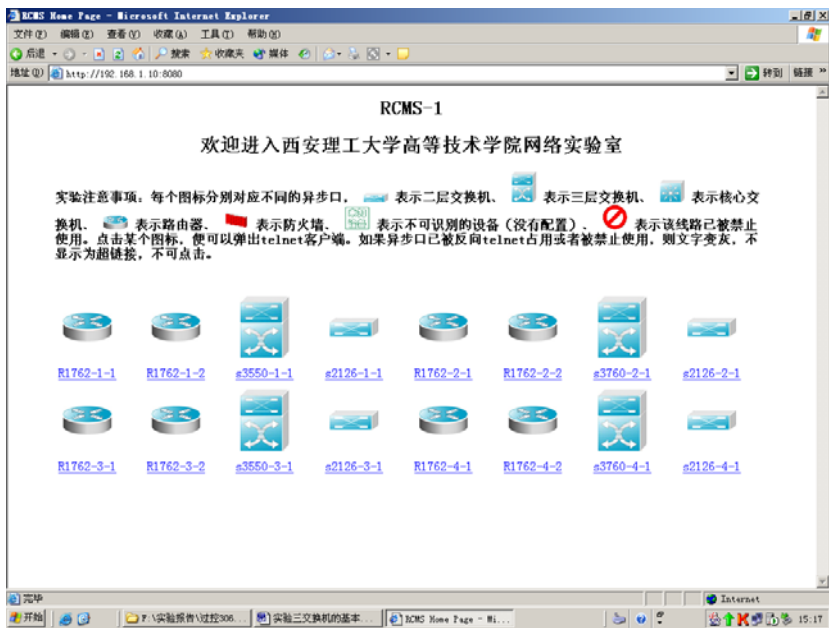 RCMS Home Page - Microsoft Internet Explorer
文件(F) 编辑(E) 查看(V) 收藏(A) 工具(T) 帮助(H)
后退 搜索 收藏夹 媒体
地址(D) http://192.168.1.10:8080 转到 链接 »
RCMS-1
欢迎进入西安理工大学高等技术学院网络实验室
实验注意事项：每个图标分别对应不同的异步口， 表示二层交换机、 表示三层交换机、 表示核心交
换机、 表示路由器、 表示防火墙、 表示不可识别的设备（没有配置）、 表示该线路已被禁止
使用。点击某个图标，便可以弹出telnet客户端。如果异步口已被反向telnet占用或者被禁止使用，则文字变灰，不
显示为超链接，不可点击。
R1762-1-1 R1762-1-2 s3550-1-1 s2126-1-1 R1762-2-1 R1762-2-2 s3760-2-1 s2126-2-1
R1762-3-1 R1762-3-2 s3550-3-1 s2126-3-1 R1762-4-1 R1762-4-2 s3760-4-1 s2126-4-1
完毕 Internet
开始 F:\实验报告\过控306... 实验三交换机的基本... RCMS Home Page - Mi... 15:17